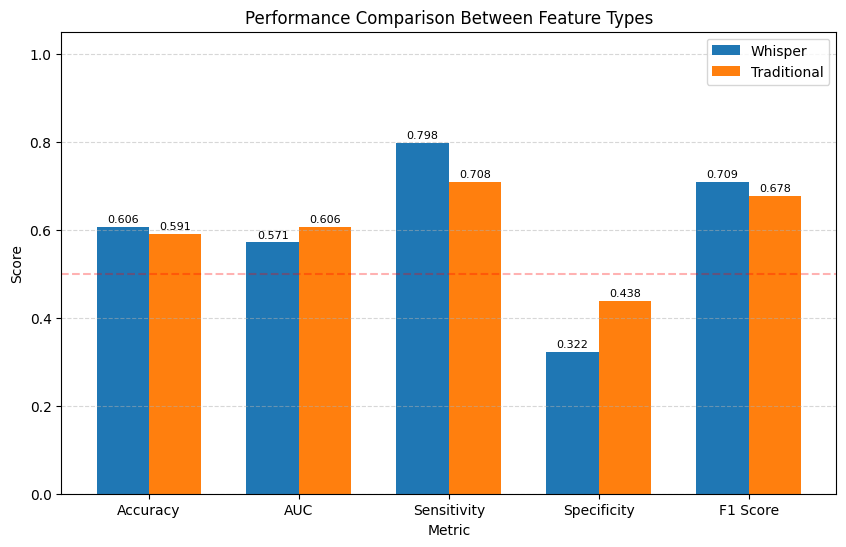 Performance Comparison Between Feature Types
Whisper
Traditional
1.0
0.8
0.6
0.4
0.2
0.0
Score
0.606
0.591
0.571
0.606
0.798
0.708
0.322
0.438
0.709
0.678
Accuracy
AUC
Sensitivity
Specificity
F1 Score
Metric